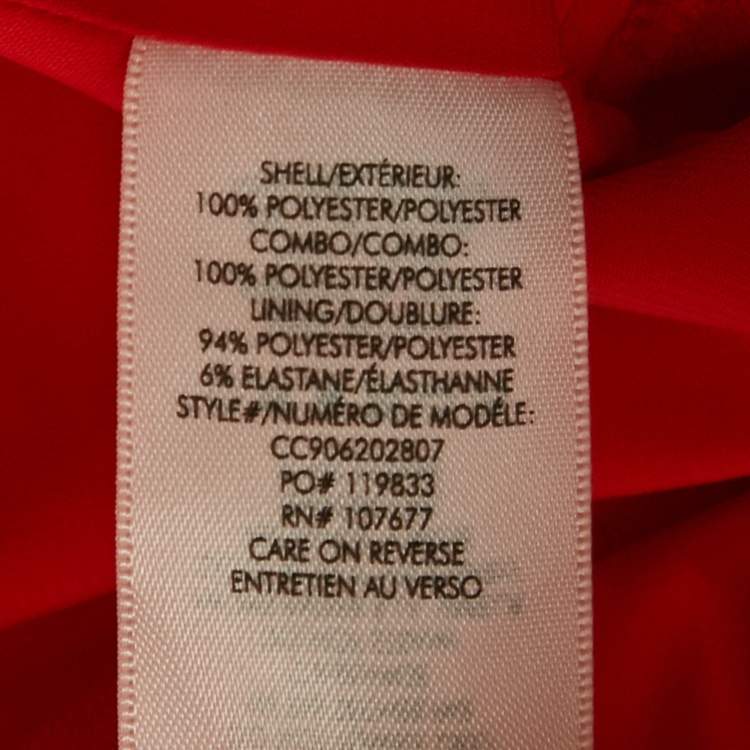 SHELL/EXTÉRIEUR:
100% POLYESTER/POLYESTER
COMBO/COMBO:
100% POLYESTER/POLYESTER
LINING/DOUBLURE:
94% POLYESTER/POLYESTER
6% ELASTANE/ÉLASTHANNE
STYLE#/NUMÉRO DE MODÉLE:
CC906202807
PO# 119833
RN# 107677
CARE ON REVERSE
ENTRETIEN AU VERSO